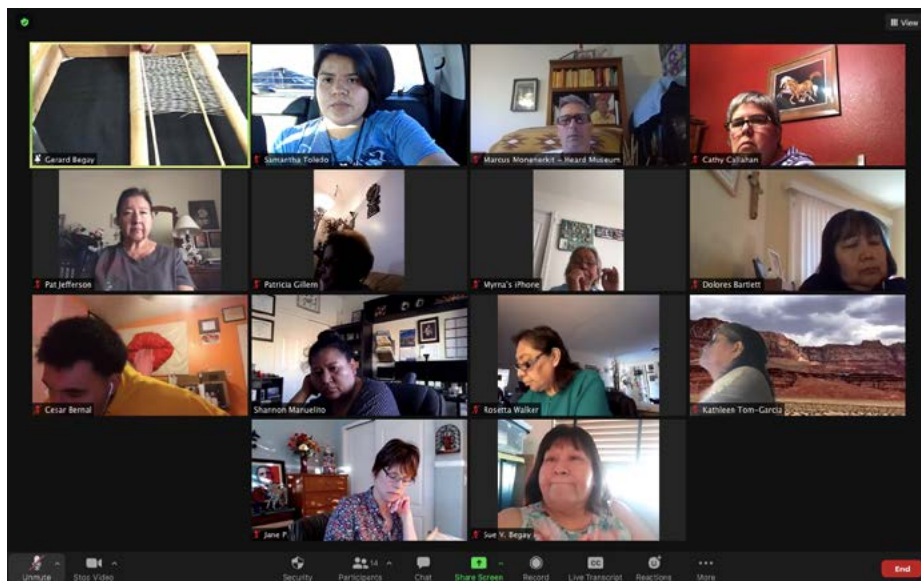 View
Gerard Begay
Samantha Toledo
Marcus Monenerkit - Heard Museum
Cathy Callahan
Pat Jefferson
Patricia Gillem
Myrna's iPhone
Dolores Bartlett
Cesar Bernal
Shannon Manuelito
Rosetta Walker
Kathleen Tom-Garcia
Jane P
Sue V. Begay
Unmute
Stop Video
Security
Participants
14
Chat
Share Screen
Record
CC
Live Transcript
Reactions
More
End